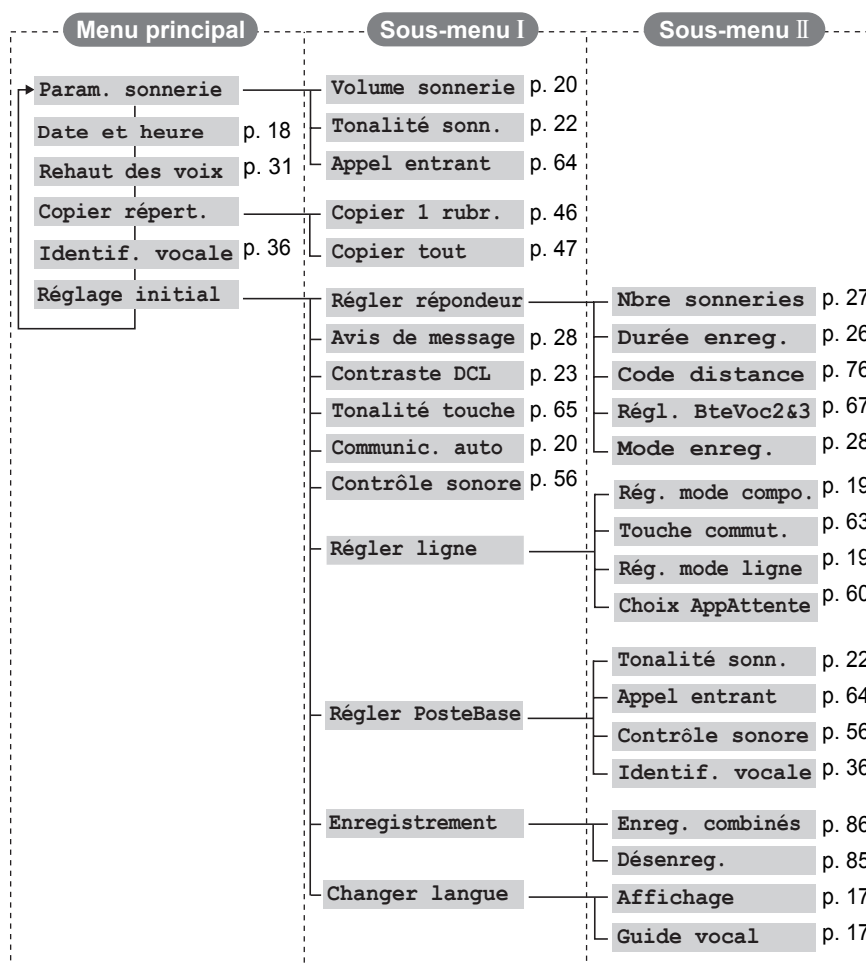 Menu principal
Sous-menu I
Sous-menu II
Param. sonnerie
Date et heure p. 18
Rehaut des voix p. 31
Copier répert.
Identif. vocale p. 36
Réglage initial
Volume sonnerie p. 20
Tonalité sonn. p. 22
Appel entrant p. 64
Copier 1 rubr. p. 46
Copier tout p. 47
Régler répondeur
Avis de message p. 28
Contraste DCL p. 23
Tonalité touche p. 65
Communic. auto p. 20
Contrôle sonore p. 56
Régler ligne
Régler PosteBase
Enregistrement
Changer langue
Nbre sonneries p. 27
Durée enreg. p. 26
Code distance p. 76
Régl. BteVoc2&3 p. 67
Mode enreg. p. 28
Rég. mode compo. p. 19
Touche commut. p. 63
Rég. mode ligne p. 19
Choix AppAttente p. 60
Tonalité sonn. p. 22
Appel entrant p. 64
Contrôle sonore p. 56
Identif. vocale p. 36
Enreg. combinés p. 86
Désenreg. p. 85
Affichage p. 17
Guide vocal p. 17